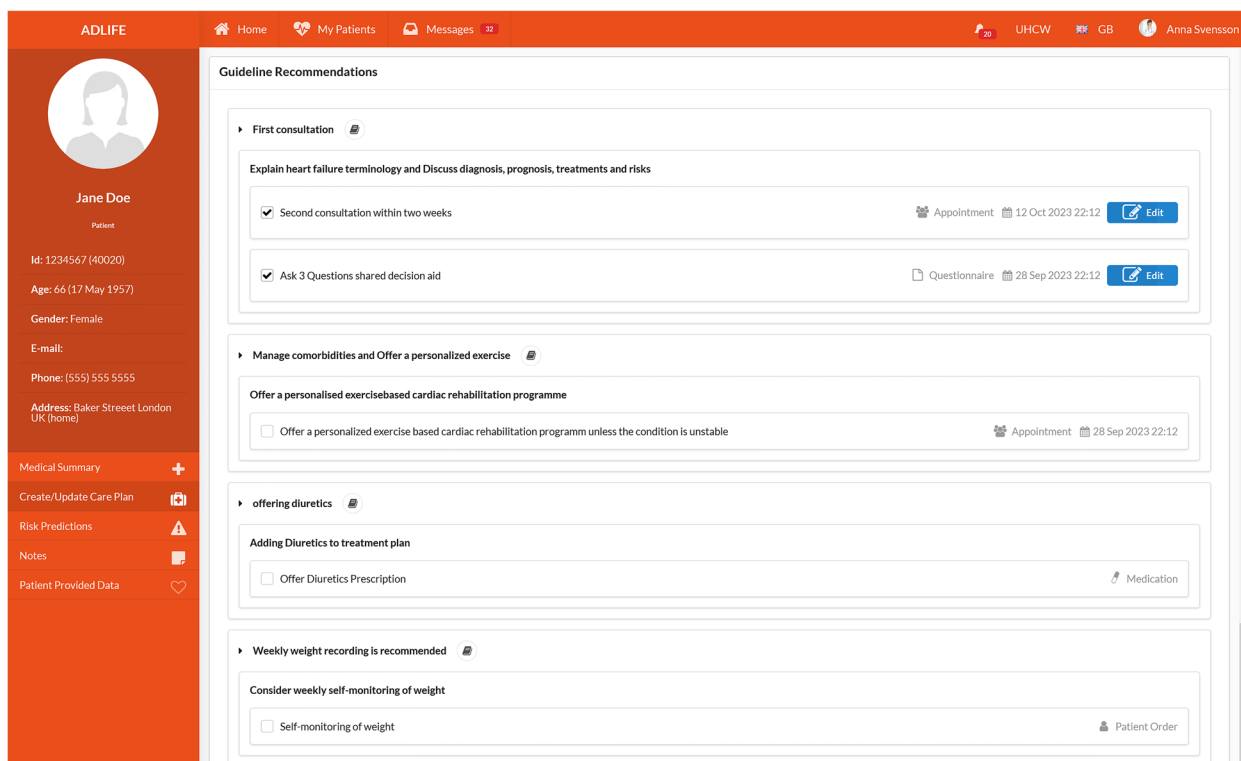 ADLIFE
Home My Patients Messages 32 20 UHCW GB Anna Svensson
Jane Doe
Patient
Id: 1234567 (40020)
Age: 66 (17 May 1957)
Gender: Female
E-mail:
Phone: (555) 555 5555
Address: Baker Streeet London
UK (home)
Medical Summary
Create/Update Care Plan
Risk Predictions
Notes
Patient Provided Data
Guideline Recommendations
First consultation
Explain heart failure terminology and Discuss diagnosis, prognosis, treatments and risks
Second consultation within two weeks Appointment 12 Oct 2023 22:12 Edit
Ask 3 Questions shared decision aid Questionnaire 28 Sep 2023 22:12 Edit
Manage comorbidities and Offer a personalized exercise
Offer a personalised exercisebased cardiac rehabilitation programme
Offer a personalized exercise based cardiac rehabilitation programm unless the condition is unstable Appointment 28 Sep 2023 22:12
offering diuretics
Adding Diuretics to treatment plan
Offer Diuretics Prescription Medication
Weekly weight recording is recommended
Consider weekly self-monitoring of weight
Self-monitoring of weight Patient Order